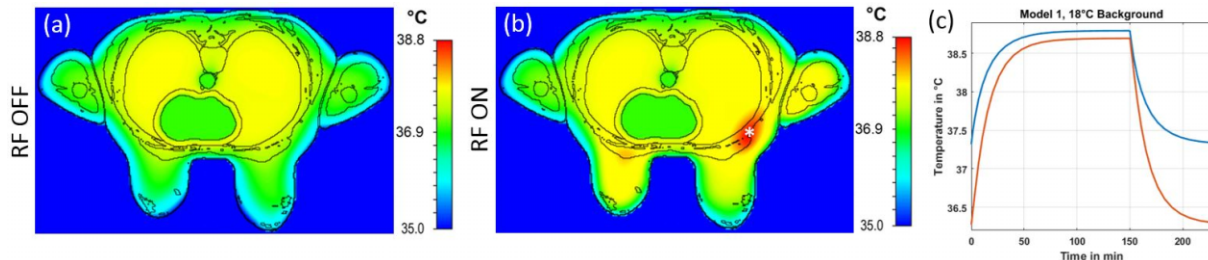 (a)
RF OFF
°C
38.8
36.9
35.0
(b)
RF ON
*
°C
38.8
36.9
35.0
(c)
Model 1, 18°C Background
Temperature in °C
38.5
38
37.5
37
36.5
0
50
100
150
200
Time in min